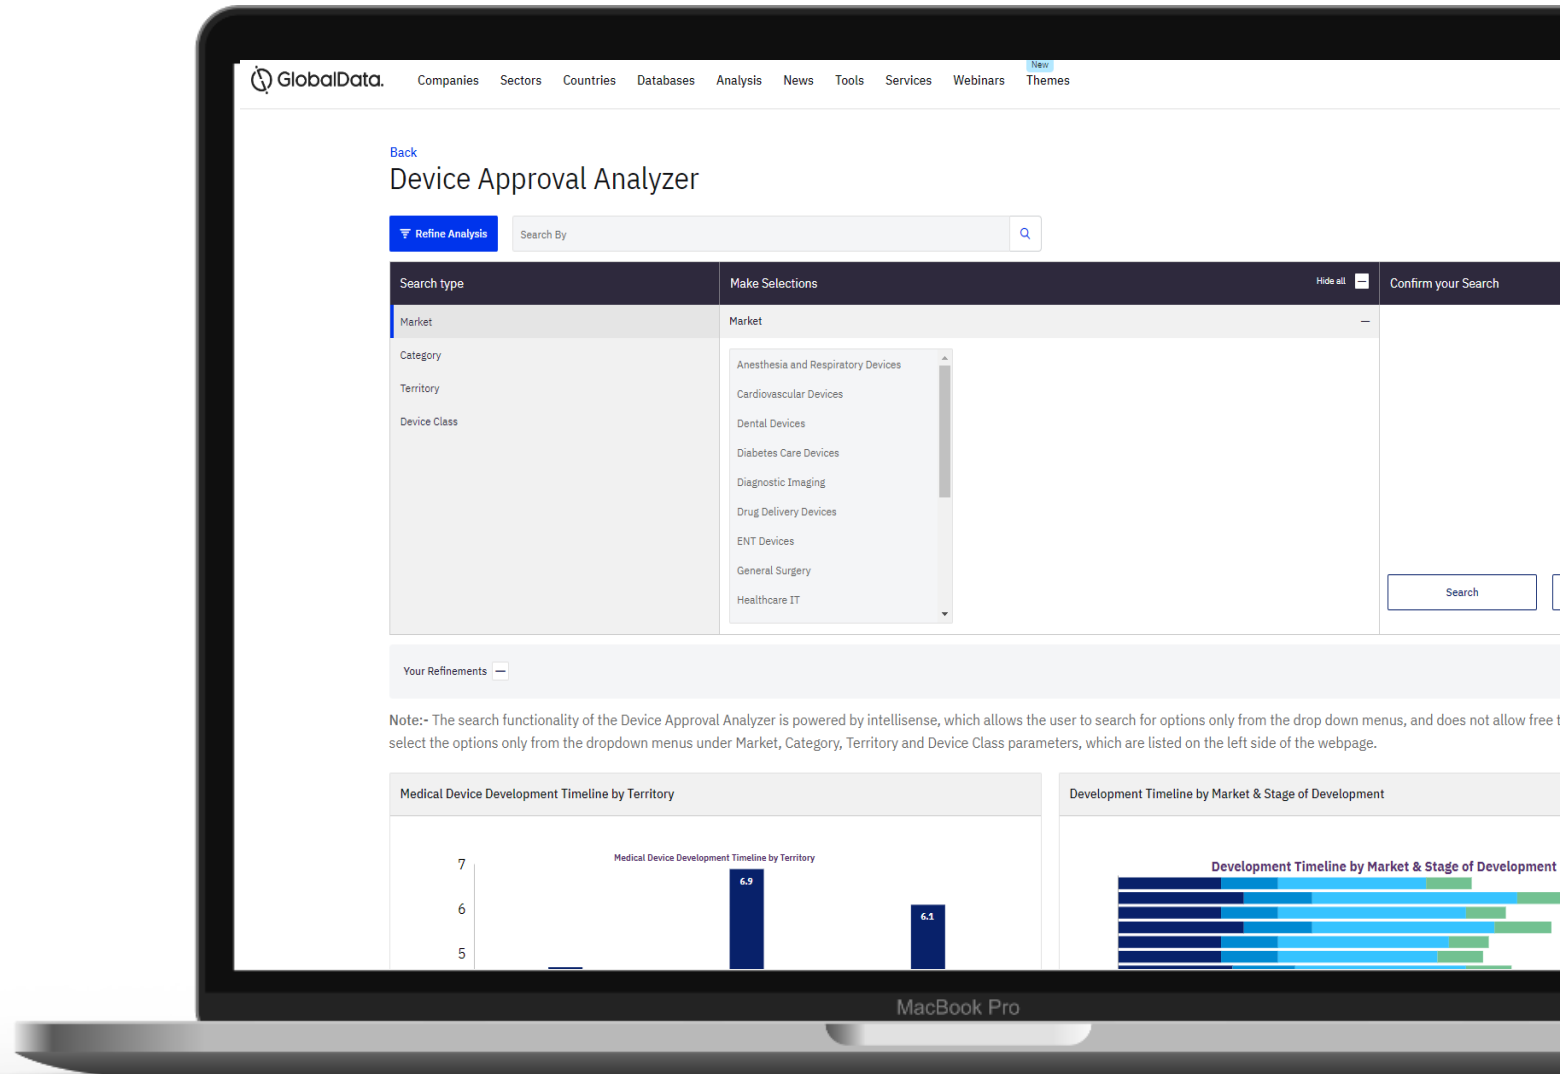 GlobalData.
Companies Sectors Countries Databases Analysis News Tools Services Webinars Themes
New
Back
Device Approval Analyzer
Refine Analysis
Search By
Search type
Make Selections
Hide all
Confirm your Search
Market
Category
Territory
Device Class
Market
Anesthesia and Respiratory Devices
Cardiovascular Devices
Dental Devices
Diabetes Care Devices
Diagnostic Imaging
Drug Delivery Devices
ENT Devices
General Surgery
Healthcare IT
Search
Your Refinements
Note:- The search functionality of the Device Approval Analyzer is powered by intellisense, which allows the user to search for options only from the drop down menus, and does not allow free t
select the options only from the dropdown menus under Market, Category, Territory and Device Class parameters, which are listed on the left side of the webpage.
Medical Device Development Timeline by Territory
Medical Device Development Timeline by Territory
7
6
5
6.9
6.1
Development Timeline by Market & Stage of Development
Development Timeline by Market & Stage of Development
MacBook Pro